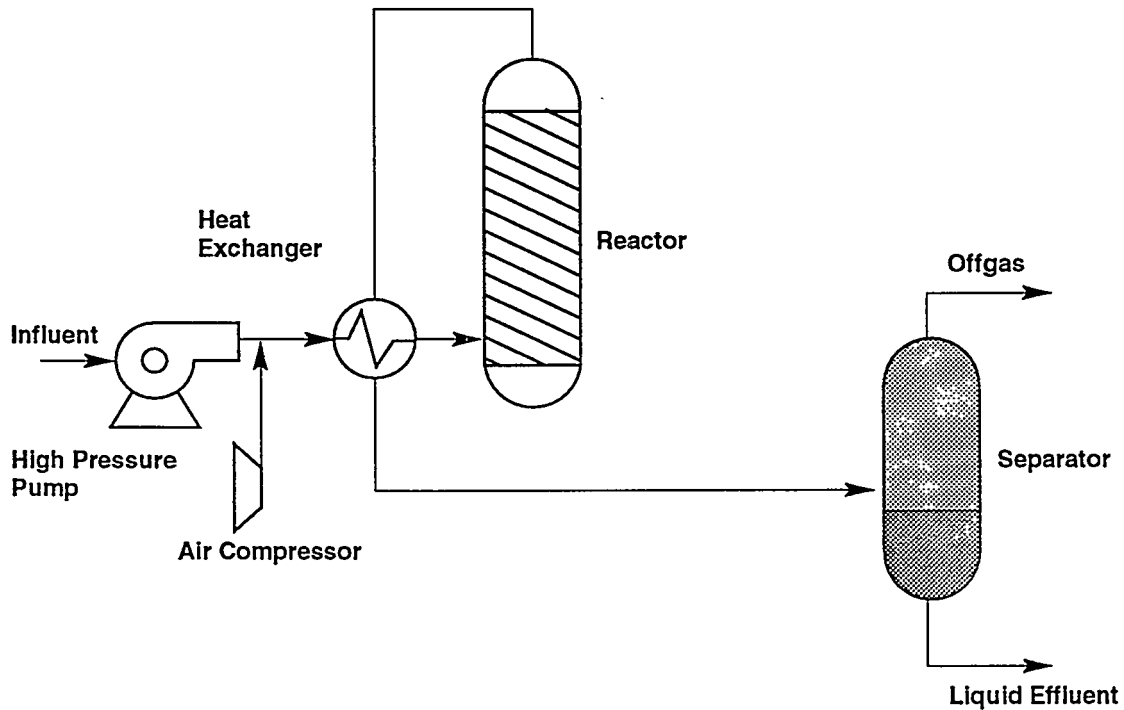 Heat
Exchanger
Reactor
Offgas
Influent
High Pressure
Pump
Separator
Air Compressor
Liquid Effluent